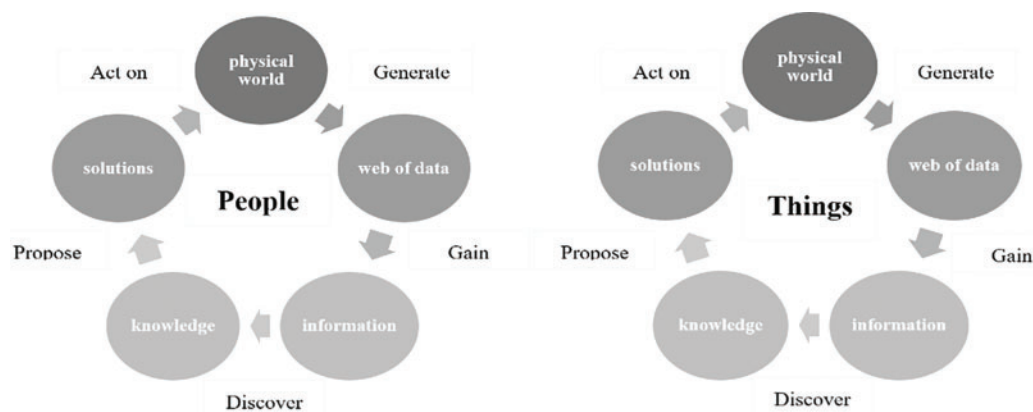 physical
world
Act on
Generate
solutions
web of data
People
Propose
Gain
knowledge
information
Discover
physical
world
Act on
Generate
solutions
web of data
Things
Propose
Gain
knowledge
information
Discover